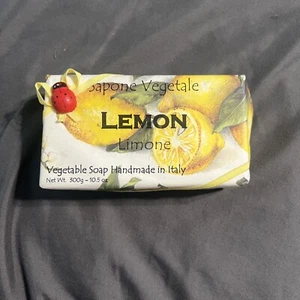 Sapone Vegetale
LEMON
Limone
Vegetable Soap Handmade in Italy
Net Wt. 300g - 10.5 oz